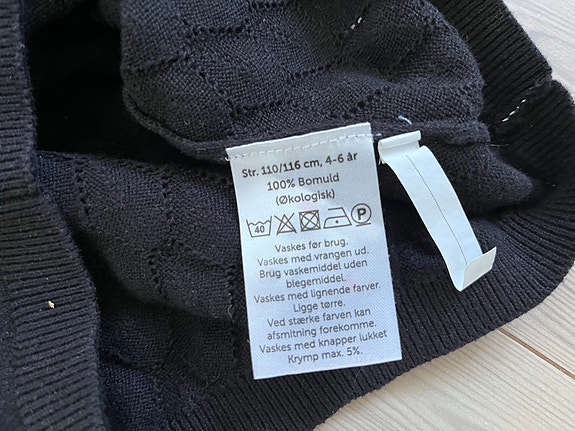 Str. 110/116 cm, 4-6 år
100% Bomuld
(Økologisk)
40 P
Vaskes før brug.
Vaskes med vrangen ud.
Brug vaskemiddel uden
blegemiddel.
Vaskes med lignende farver.
Ligge tørre.
Ved stærke farven kan
afsmitning forekomme.
Vaskes med knapper lukket
Krymp max. 5%.